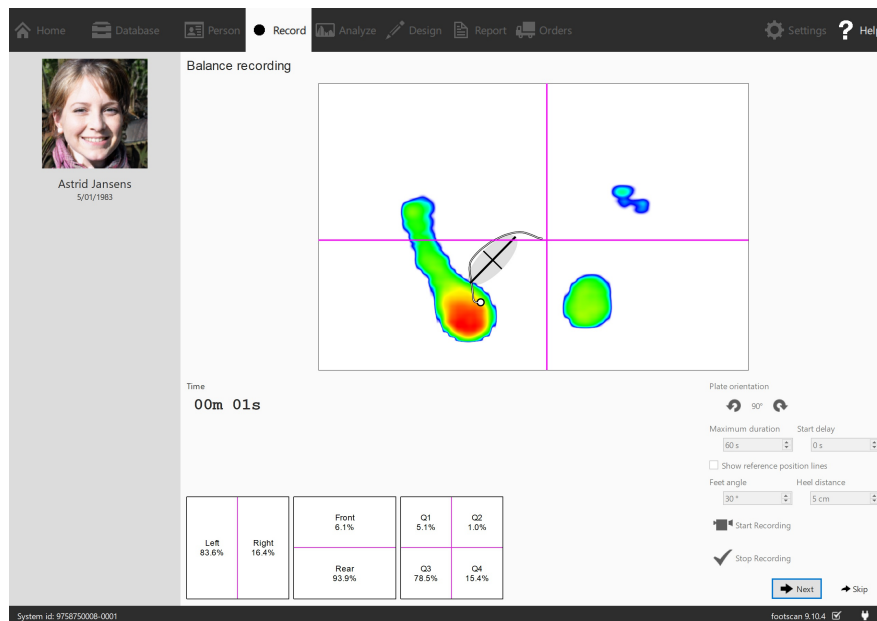 Home Database Person Record Analyze Design Report Orders Settings ? Help
Balance recording
Astrid Jansens
5/01/1983
Time
00m 01s
Plate orientation
90°
Maximum duration Start delay
60 s 0 s
Show reference position lines
Feet angle Heel distance
30 ° 5 cm
Start Recording
Stop Recording
Left
83.6%
Right
16.4%
Front
6.1%
Rear
93.9%
Q1
5.1%
Q2
1.0%
Q3
78.5%
Q4
15.4%
Next Skip
System id: 9758750008-0001 footscan 9.10.4